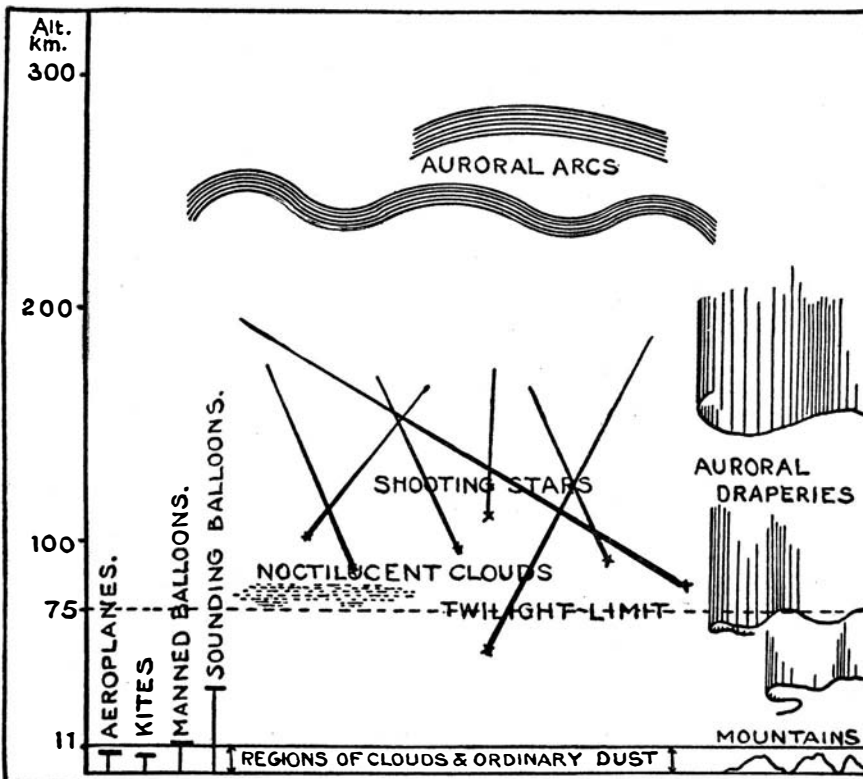 Alt.
km.
300
AURORAL ARCS
200
SHOOTING STARS
AURORAL
DRAPERIES
100
NOCTILUCENT CLOUDS
75
TWILIGHT-LIMIT
AEROPLANES.
KITES
MANNED BALLOONS.
SOUNDING BALLOONS.
11
MOUNTAINS
REGIONS OF CLOUDS & ORDINARY DUST